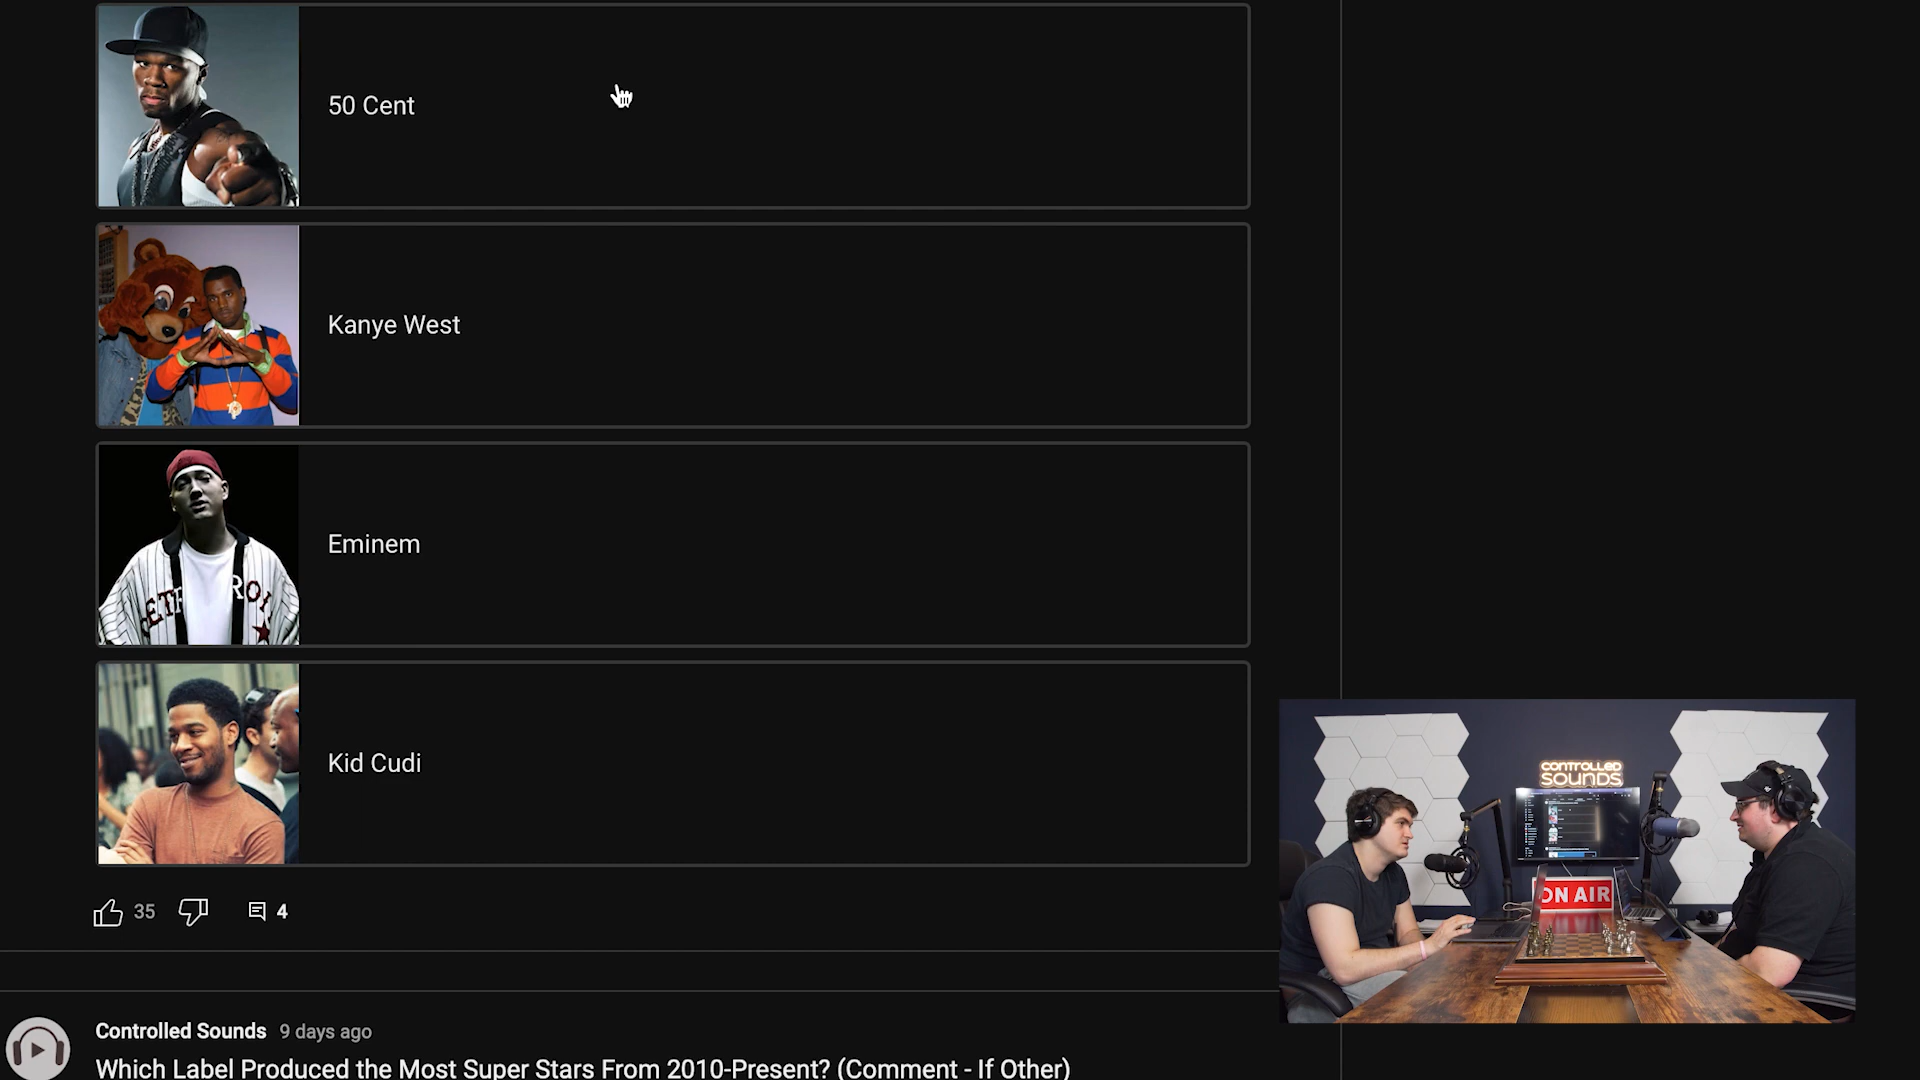 50 Cent
Kanye West
Eminem
Kid Cudi
35
4
CONTROLLED
SOUNDS
ON AIR
Controlled Sounds 9 days ago
Which Label Produced the Most Super Stars From 2010-Present? (Comment - If Other)